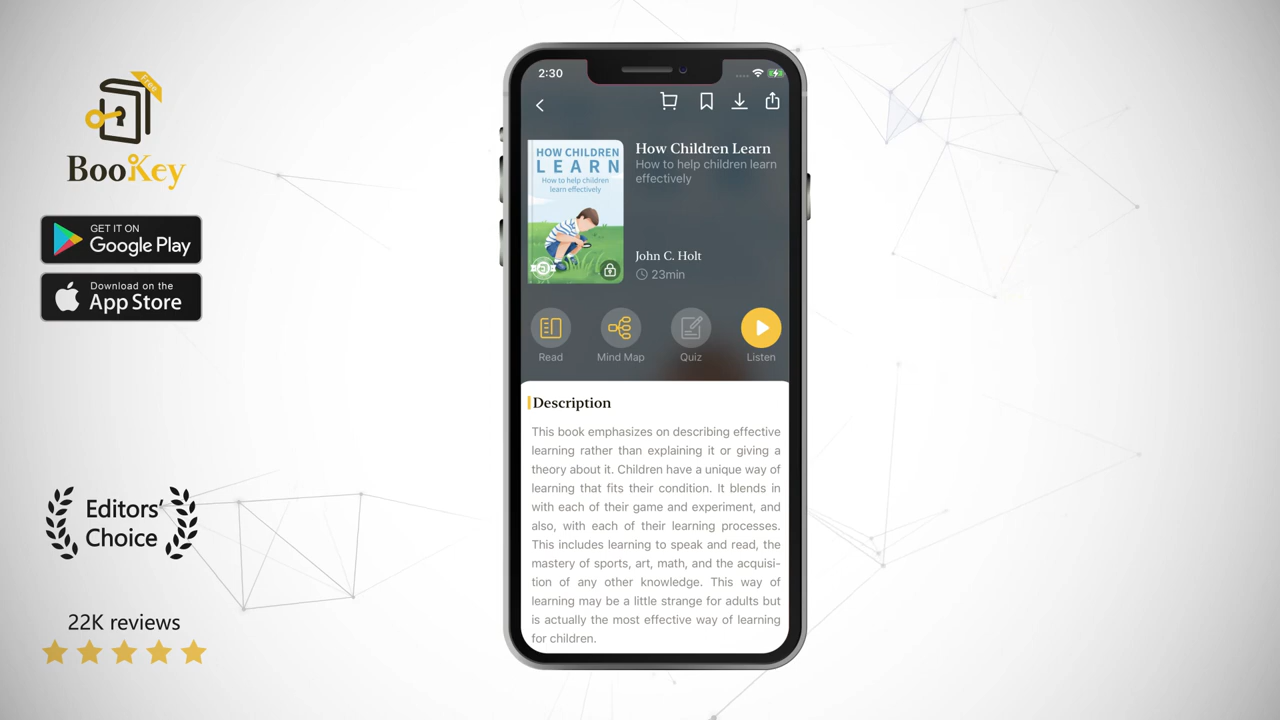 Free
BooKey
GET IT ON
Google Play
Download on the
App Store
Editors’
Choice
22K reviews
2:30
HOW CHILDREN
LEARN
How to help children
learn effectively
How Children Learn
How to help children learn
effectively
John C. Holt
23min
Read
Mind Map
Quiz
Listen
Description
This book emphasizes on describing effective
learning rather than explaining it or giving a
theory about it. Children have a unique way of
learning that fits their condition. It blends in
with each of their game and experiment, and
also, with each of their learning processes.
This includes learning to speak and read, the
mastery of sports, art, math, and the acquisi-
tion of any other knowledge. This way of
learning may be a little strange for adults but
is actually the most effective way of learning
for children.